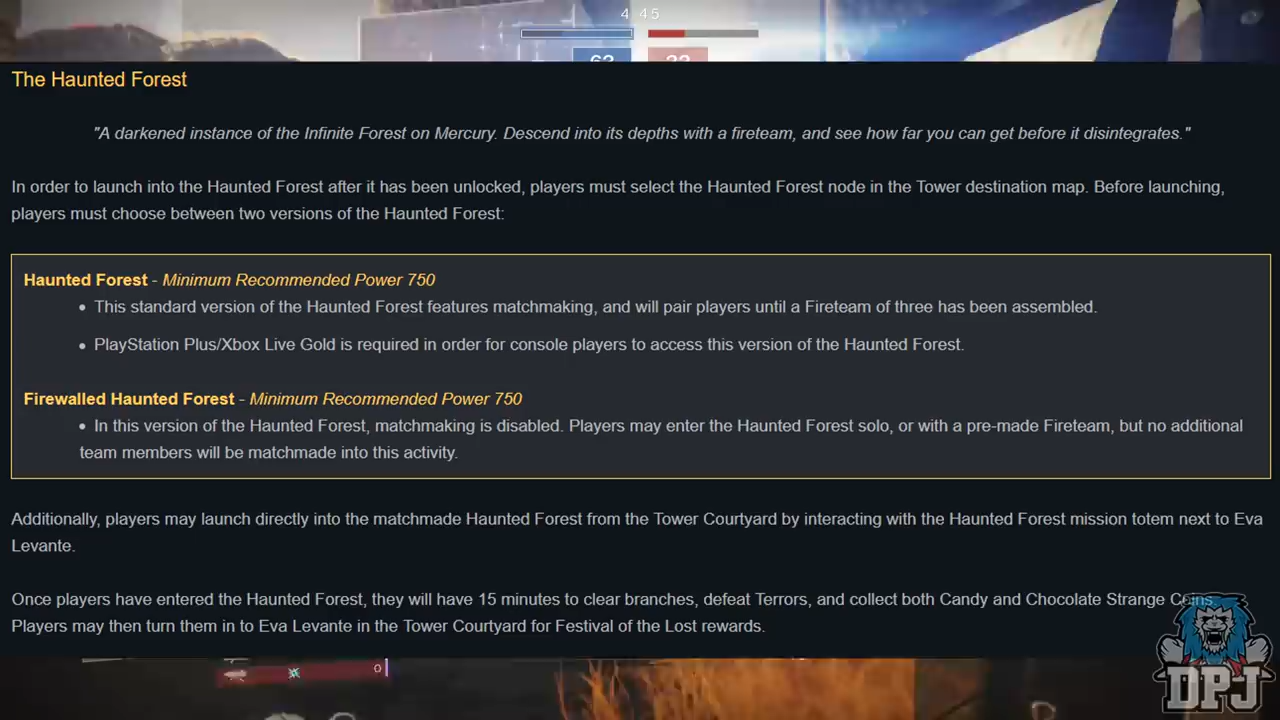 4 45
The Haunted Forest
"A darkened instance of the Infinite Forest on Mercury. Descend into its depths with a fireteam, and see how far you can get before it disintegrates."
In order to launch into the Haunted Forest after it has been unlocked, players must select the Haunted Forest node in the Tower destination map. Before launching,
players must choose between two versions of the Haunted Forest:
Haunted Forest - Minimum Recommended Power 750
• This standard version of the Haunted Forest features matchmaking, and will pair players until a Fireteam of three has been assembled.
• PlayStation Plus/Xbox Live Gold is required in order for console players to access this version of the Haunted Forest.
Firewalled Haunted Forest - Minimum Recommended Power 750
• In this version of the Haunted Forest, matchmaking is disabled. Players may enter the Haunted Forest solo, or with a pre-made Fireteam, but no additional
team members will be matchmade into this activity.
Additionally, players may launch directly into the matchmade Haunted Forest from the Tower Courtyard by interacting with the Haunted Forest mission totem next to Eva
Levante.
Once players have entered the Haunted Forest, they will have 15 minutes to clear branches, defeat Terrors, and collect both Candy and Chocolate Strange Coins.
Players may then turn them in to Eva Levante in the Tower Courtyard for Festival of the Lost rewards.
0
DPJ